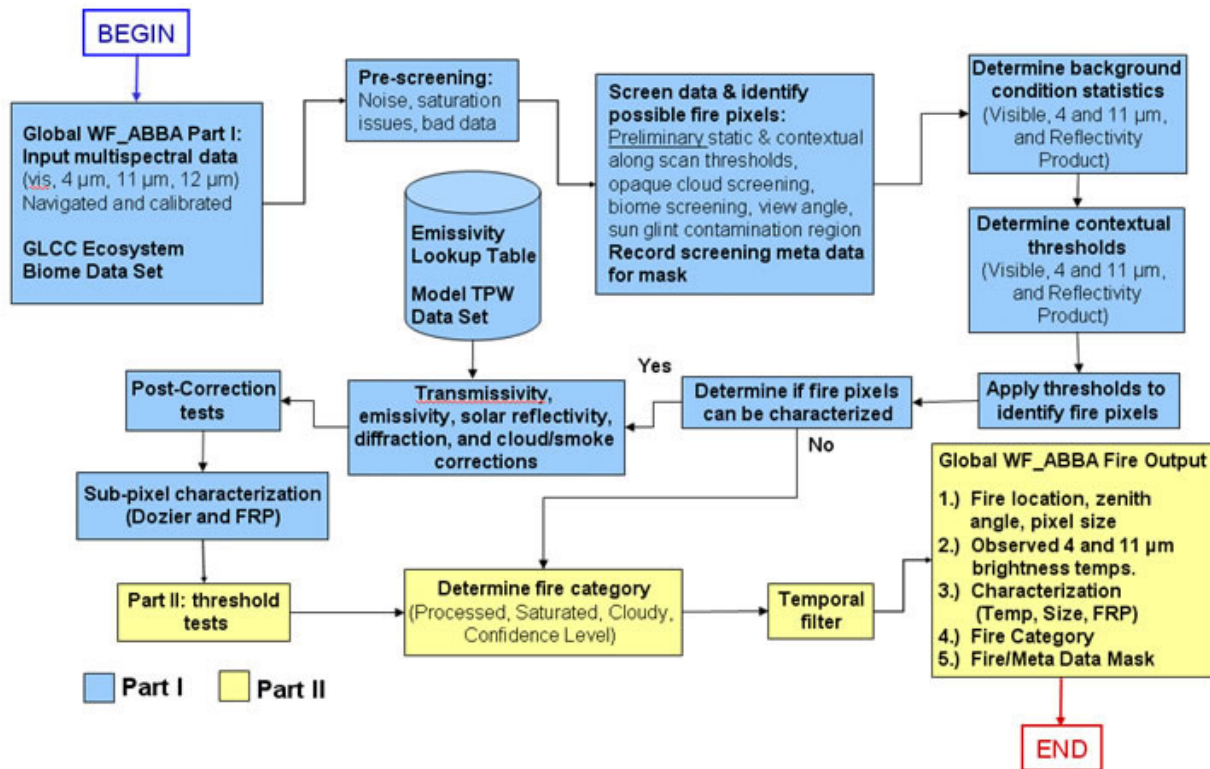 BEGIN
Global WF_ABBA Part I:
Input multispectral data
(vis, 4 µm, 11 µm, 12 µm)
Navigated and calibrated
GLCC Ecosystem
Biome Data Set
Pre-screening:
Noise, saturation
issues, bad data
Screen data & identify
possible fire pixels:
Preliminary static & contextual
along scan thresholds,
opaque cloud screening,
biome screening, view angle,
sun glint contamination region
Record screening meta data
for mask
Determine background
condition statistics
(Visible, 4 and 11 µm,
and Reflectivity
Product)
Determine contextual
thresholds
(Visible, 4 and 11 µm,
and Reflectivity
Product)
Apply thresholds to
identify fire pixels
Determine if fire pixels
can be characterized
Yes
No
Emissivity
Lookup Table
Model TPW
Data Set
Transmissivity,
emissivity, solar reflectivity,
diffraction, and cloud/smoke
corrections
Post-Correction
tests
Sub-pixel characterization
(Dozier and FRP)
Part II: threshold
tests
Determine fire category
(Processed, Saturated, Cloudy,
Confidence Level)
Temporal
filter
Global WF_ABBA Fire Output
1.) Fire location, zenith
angle, pixel size
2.) Observed 4 and 11 µm
brightness temps.
3.) Characterization
(Temp, Size, FRP)
4.) Fire Category
5.) Fire/Meta Data Mask
END
Part I
Part II